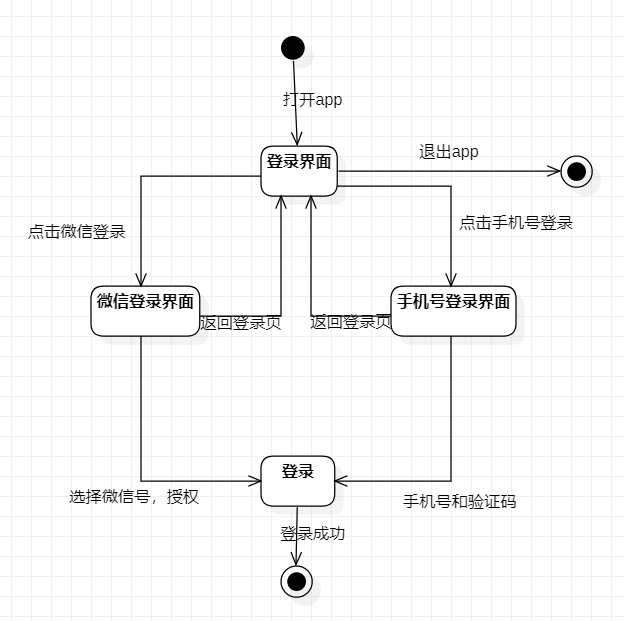 打开app
登录界面
退出app
点击微信登录
点击手机号登录
微信登录界面
手机号登录界面
返回登录页
返回登录页
登录
选择微信号，授权
手机号和验证码
登录成功